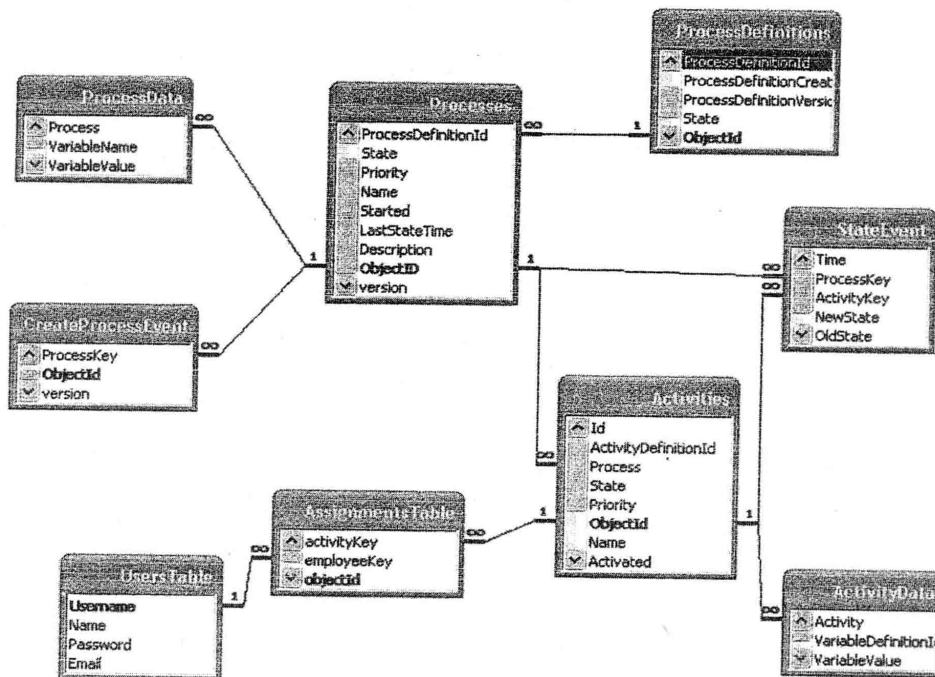 ProcessDefinitions
ProcessDefinitionId
ProcessDefinitionCreat
ProcessDefinitionVersic
State
ObjectId
ProcessData
Process
VariableName
VariableValue
Processes
ProcessDefinitionId
State
Priority
Name
Started
LastStateTime
Description
ObjectID
version
∞
1
∞
1
1
1
∞
StateEvent
Time
ProcessKey
ActivityKey
NewState
OldState
∞
∞
CreateProcessEvent
ProcessKey
ObjectId
version
∞
Activities
Id
ActivityDefinitionId
Process
State
Priority
ObjectId
Name
Activated
∞
1
1
AssignmentsTable
activityKey
employeeKey
objectId
∞
∞
1
UsersTable
Username
Name
Password
Email
ActivityData
Activity
VariableDefinitionId
VariableValue
∞